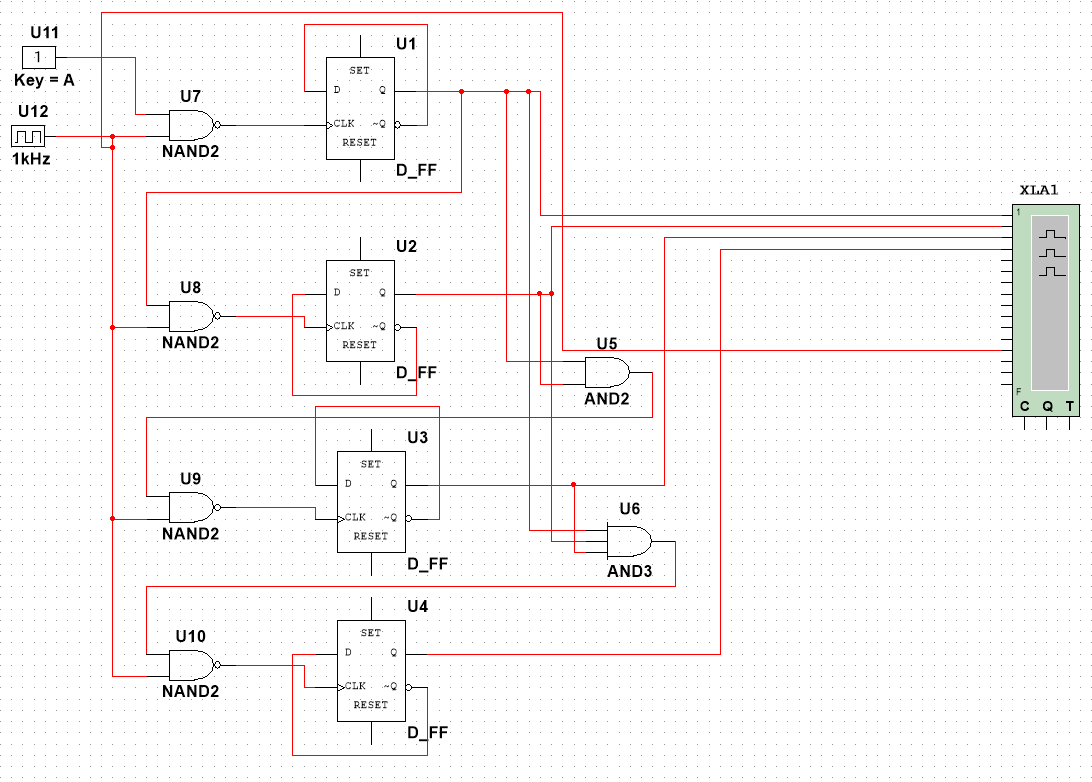 U11
1
Key = A
U12
1kHz
U7
NAND2
U1
SET
D Q
CLK ~Q
RESET
D_FF
XLA1
1
F
C Q T
U8
NAND2
U2
SET
D Q
CLK ~Q
RESET
D_FF
U5
AND2
U9
NAND2
U3
SET
D Q
CLK ~Q
RESET
D_FF
U6
AND3
U10
NAND2
U4
SET
D Q
CLK ~Q
RESET
D_FF